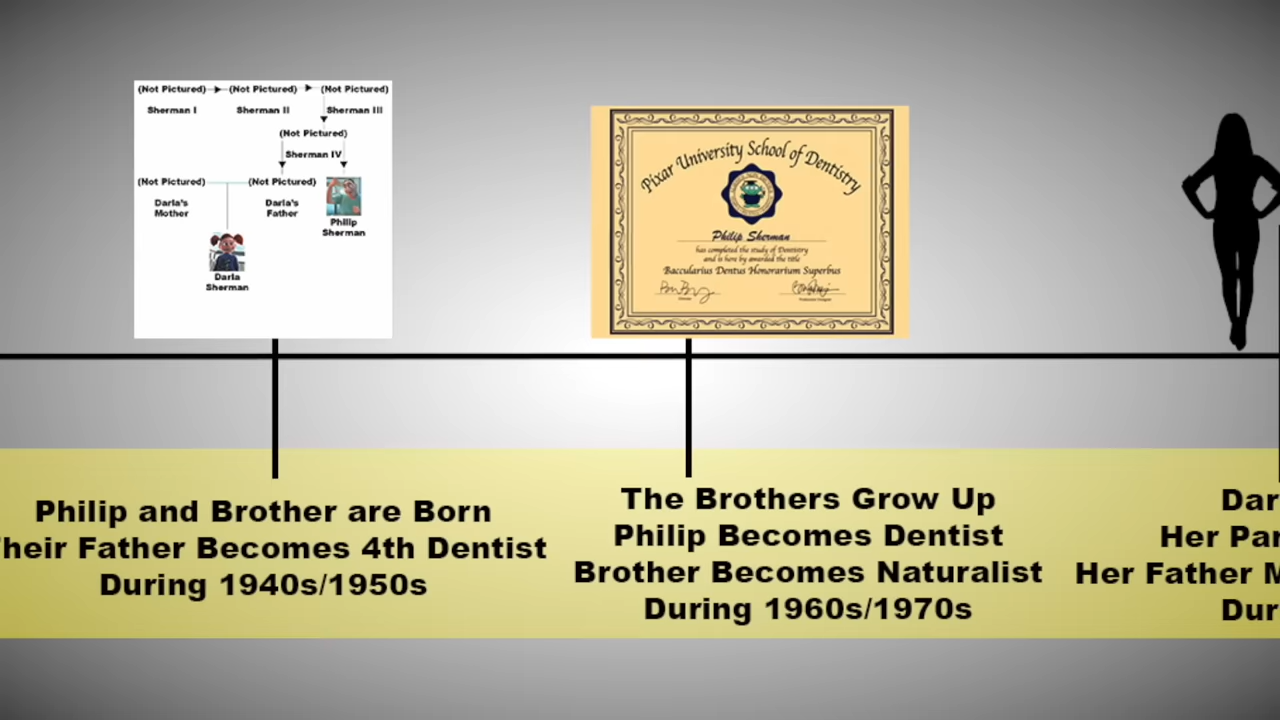 (Not Pictured) (Not Pictured) (Not Pictured)
Sherman I Sherman II Sherman III
(Not Pictured)
Sherman IV
(Not Pictured) (Not Pictured)
Darla's
Mother
Darla's
Father
Philip
Sherman
Darla
Sherman
Pixar University School of Dentistry
Philip Sherman
has completed the study of Dentistry
and is here by awarded the title
Baccularius Dentus Honorarium Superbus
Philip and Brother are Born
heir Father Becomes 4th Dentist
During 1940s/1950s
The Brothers Grow Up
Philip Becomes Dentist
Brother Becomes Naturalist
During 1960s/1970s
Dar
Her Par
Her Father M
Dur